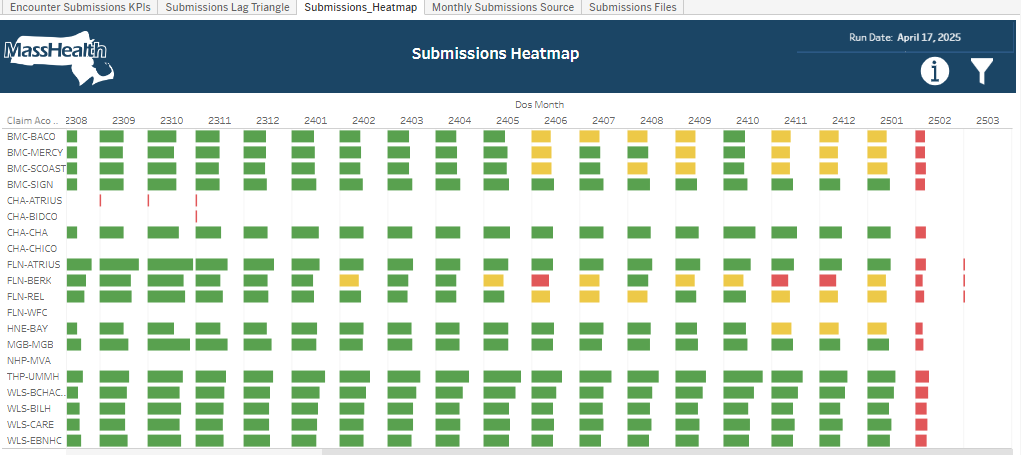 Encounter Submissions KPIs Submissions Lag Triangle Submissions_Heatmap Monthly Submissions Source Submissions Files
MassHealth
Submissions Heatmap
Run Date: April 17, 2025
Dos Month
Claim Aco .. 2308 2309 2310 2311 2312 2401 2402 2403 2404 2405 2406 2407 2408 2409 2410 2411 2412 2501 2502 2503
BMC-BACO
BMC-MERCY
BMC-SCOAST
BMC-SIGN
CHA-ATRIUS
CHA-BIDCO
CHA-CHA
CHA-CHICO
FLN-ATRIUS
FLN-BERK
FLN-REL
FLN-WFC
HNE-BAY
MGB-MGB
NHP-MVA
THP-UMMH
WLS-BCHAC..
WLS-BILH
WLS-CARE
WLS-EBNHC